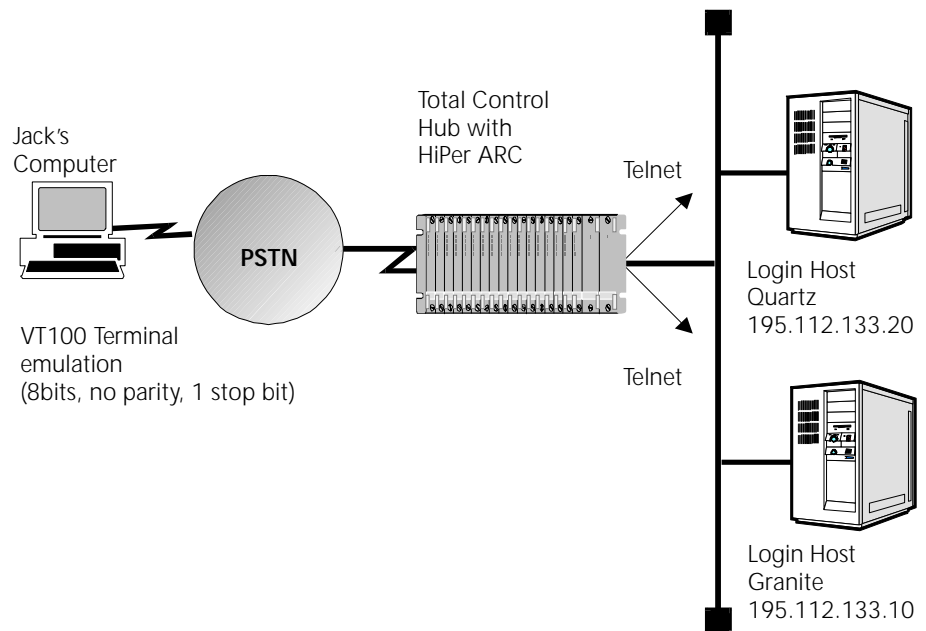 Jack's
Computer
VT100 Terminal
emulation
(8bits, no parity, 1 stop bit)
PSTN
Total Control
Hub with
HiPer ARC
Telnet
Telnet
Login Host
Quartz
195.112.133.20
Login Host
Granite
195.112.133.10